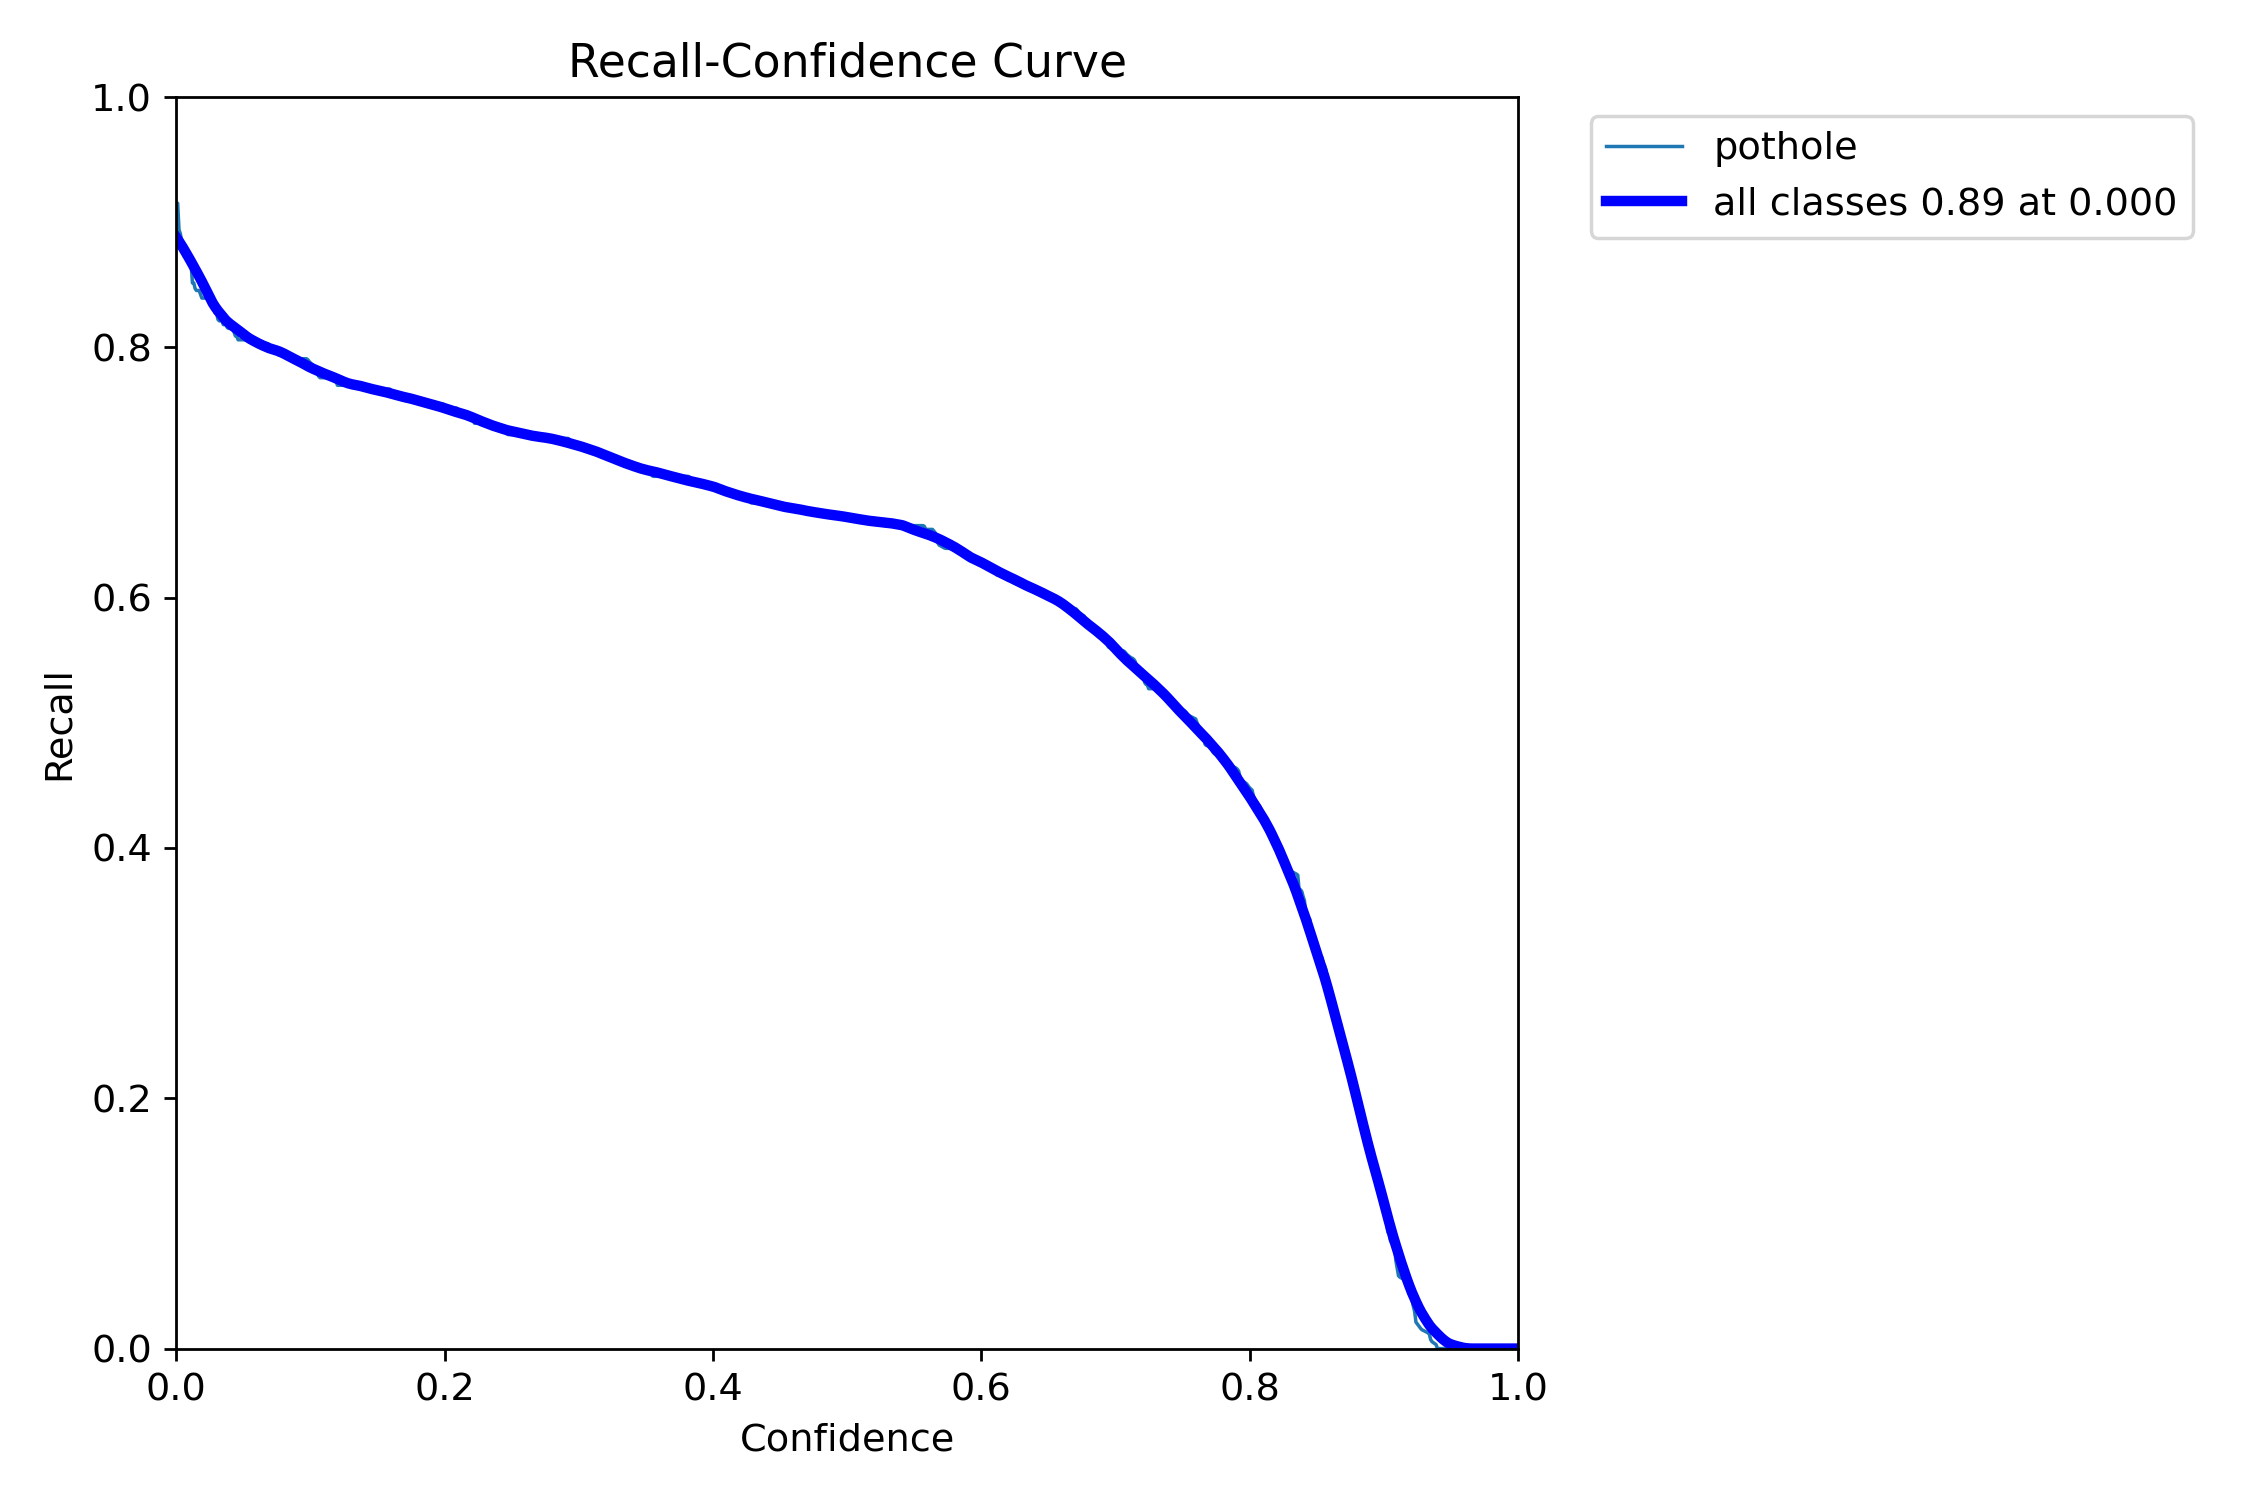 Recall-Confidence Curve
1.0
0.8
0.6
0.4
0.2
0.0
Recall
0.0 0.2 0.4 0.6 0.8 1.0
Confidence
pothole
all classes 0.89 at 0.000